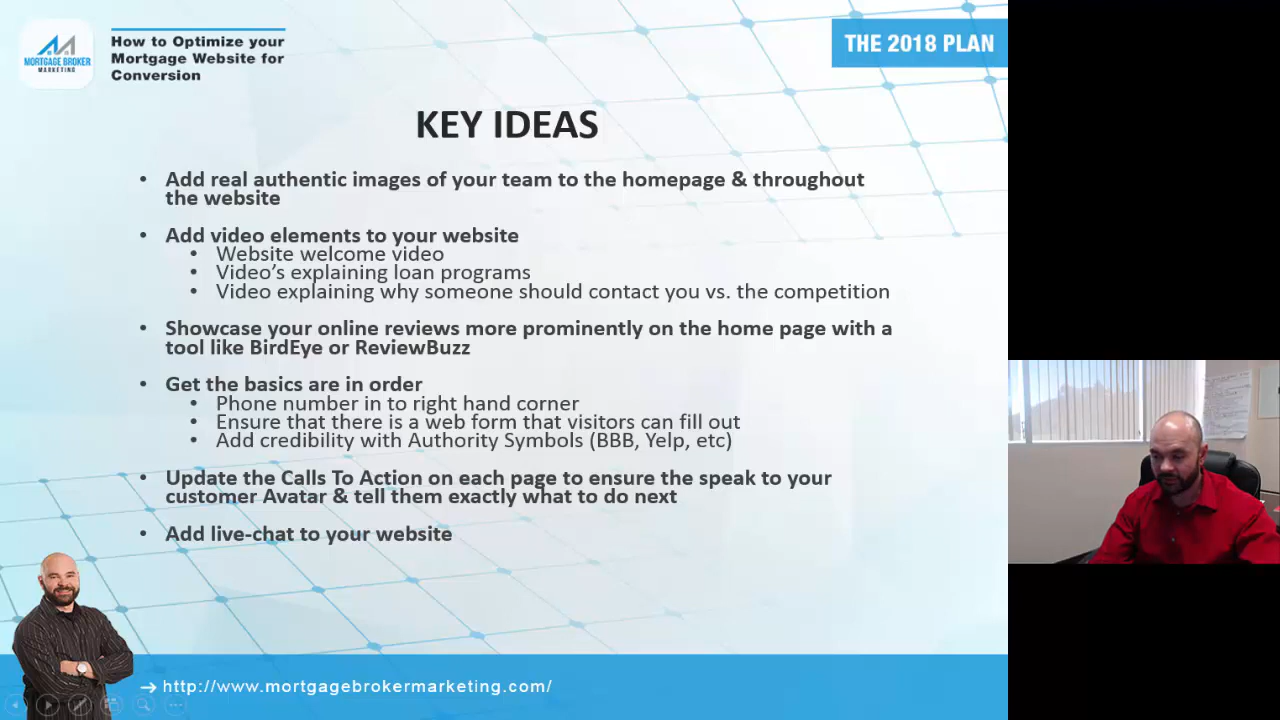 MORTGAGE BROKER
MARKETING
How to Optimize your
Mortgage Website for
Conversion
THE 2018 PLAN
KEY IDEAS
• Add real authentic images of your team to the homepage & throughout
the website
• Add video elements to your website
• Website welcome video
• Video's explaining loan programs
• Video explaining why someone should contact you vs. the competition
• Showcase your online reviews more prominently on the home page with a
tool like BirdEye or ReviewBuzz
• Get the basics are in order
• Phone number in to right hand corner
• Ensure that there is a web form that visitors can fill out
• Add credibility with Authority Symbols (BBB, Yelp, etc)
• Update the Calls To Action on each page to ensure the speak to your
customer Avatar & tell them exactly what to do next
• Add live-chat to your website
http://www.mortgagebrokermarketing.com/